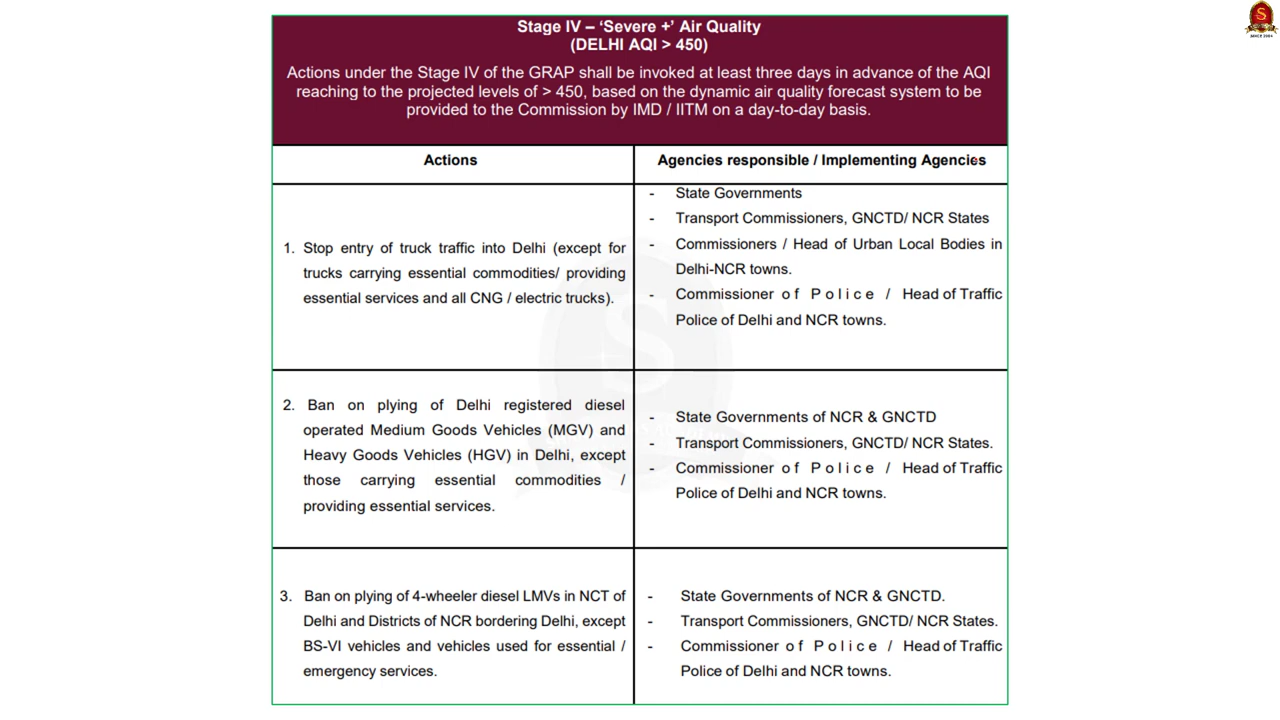 Stage IV – ‘Severe +’ Air Quality
(DELHI AQI > 450)
Actions under the Stage IV of the GRAP shall be invoked at least three days in advance of the AQI
reaching to the projected levels of > 450, based on the dynamic air quality forecast system to be
provided to the Commission by IMD / IITM on a day-to-day basis.
Actions
Agencies responsible / Implementing Agencies
1. Stop entry of truck traffic into Delhi (except for
trucks carrying essential commodities/ providing
essential services and all CNG / electric trucks).
- State Governments
- Transport Commissioners, GNCTD/ NCR States
- Commissioners / Head of Urban Local Bodies in
Delhi-NCR towns.
- Commissioner of Police / Head of Traffic
Police of Delhi and NCR towns.
2. Ban on plying of Delhi registered diesel
operated Medium Goods Vehicles (MGV) and
Heavy Goods Vehicles (HGV) in Delhi, except
those carrying essential commodities /
providing essential services.
- State Governments of NCR & GNCTD
- Transport Commissioners, GNCTD/ NCR States.
- Commissioner of Police / Head of Traffic
Police of Delhi and NCR towns.
3. Ban on plying of 4-wheeler diesel LMVs in NCT of
Delhi and Districts of NCR bordering Delhi, except
BS-VI vehicles and vehicles used for essential /
emergency services.
- State Governments of NCR & GNCTD.
- Transport Commissioners, GNCTD/ NCR States.
- Commissioner of Police / Head of Traffic
Police of Delhi and NCR towns.
S
SINCE 2004